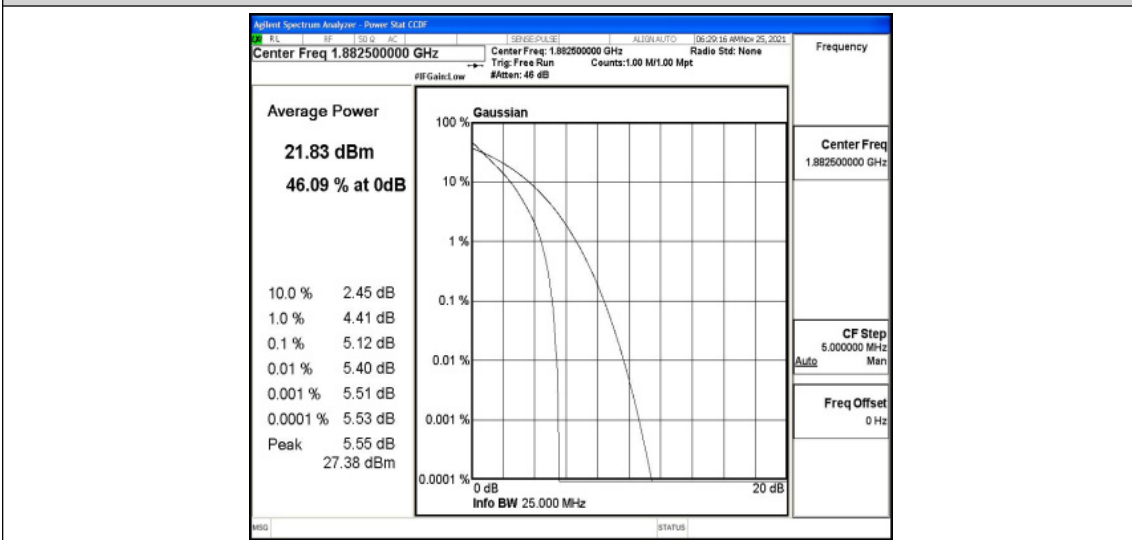 Agilent Spectrum Analyzer - Power Stat CCDF
RL RF 50 Ω AC SENSE:PULSE ALIGN AUTO 06:29:16 AM Nov 25, 2021
Center Freq 1.882500000 GHz
Center Freq: 1.882500000 GHz Radio Std: None
Trig: Free Run Counts:1.00 M/1.00 Mpt
#IFGain:Low #Atten: 46 dB
Frequency
Average Power
21.83 dBm
46.09 % at 0dB
10.0 % 2.45 dB
1.0 % 4.41 dB
0.1 % 5.12 dB
0.01 % 5.40 dB
0.001 % 5.51 dB
0.0001 % 5.53 dB
Peak 5.55 dB
27.38 dBm
Gaussian
100 %
10 %
1 %
0.1 %
0.01 %
0.001 %
0.0001 %
0 dB 20 dB
Info BW 25.000 MHz
Center Freq
1.882500000 GHz
CF Step
5.000000 MHz
Auto Man
Freq Offset
0 Hz
MSG STATUS